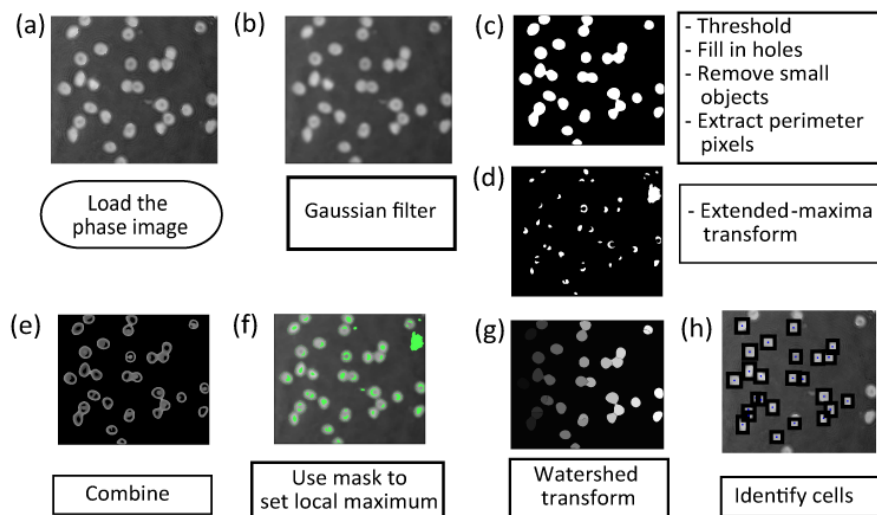 (a)
(b)
(c)
- Threshold
- Fill in holes
- Remove small
objects
- Extract perimeter
pixels
Load the
phase image
Gaussian filter
(d)
- Extended-maxima
transform
(e)
(f)
(g)
(h)
Combine
Use mask to
set local maximum
Watershed
transform
Identify cells